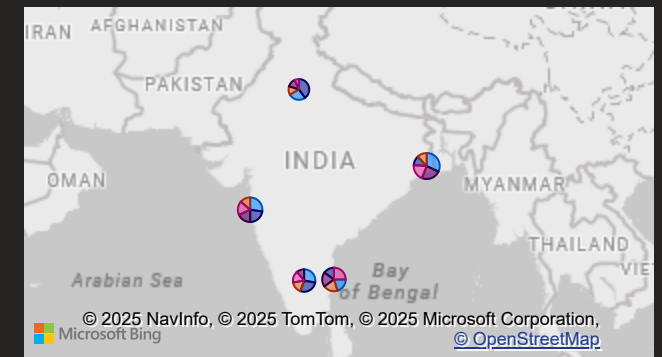 IRAN
AFGHANISTAN
PAKISTAN
INDIA
OMAN
MYANMAR
THAILAND
VIE
Arabian Sea
Bay
of Bengal
© 2025 NavInfo, © 2025 TomTom, © 2025 Microsoft Corporation,
Microsoft Bing
© OpenStreetMap